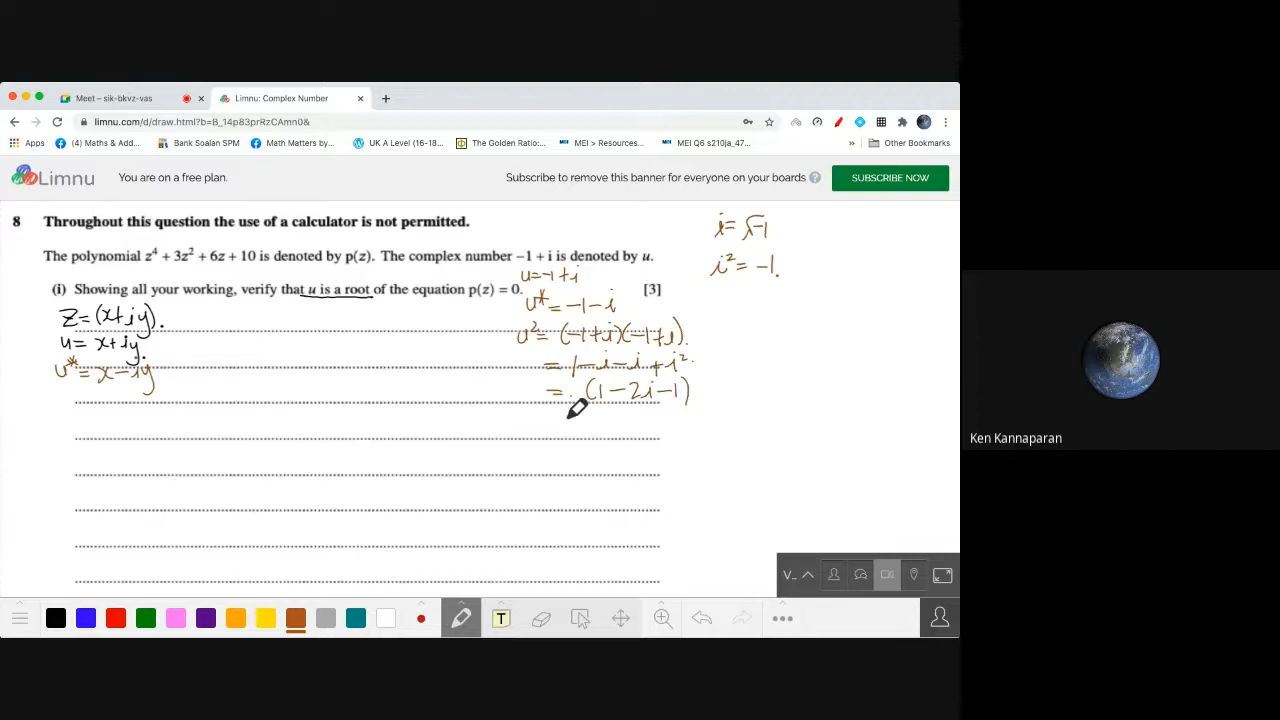 Meet – sik-bkvz-vas
Limnu: Complex Number
limnu.com/d/draw.html?b=B_14p83prRzCAmn0&
Apps
(4) Maths & Add...
Bank Soalan SPM
Math Matters by...
UK A Level (16-18...
The Golden Ratio:...
MEI > Resources...
MEI Q6 s210ja_47...
»
Other Bookmarks
Limnu
You are on a free plan.
Subscribe to remove this banner for everyone on your boards
SUBSCRIBE NOW
8 Throughout this question the use of a calculator is not permitted.
The polynomial z⁴ + 3z² + 6z + 10 is denoted by p(z). The complex number −1 + i is denoted by u.
(i) Showing all your working, verify that u is a root of the equation p(z) = 0. [3]
i = √-1
i² = -1.
z = (x+iy).
u = x+iy.
u* = x-iy
u = -1+i
u* = -1-i
u² = (-1+i)(-1+i).
= 1-i-i+i².
= (1-2i-1)
Ken Kannaparan
V...
T